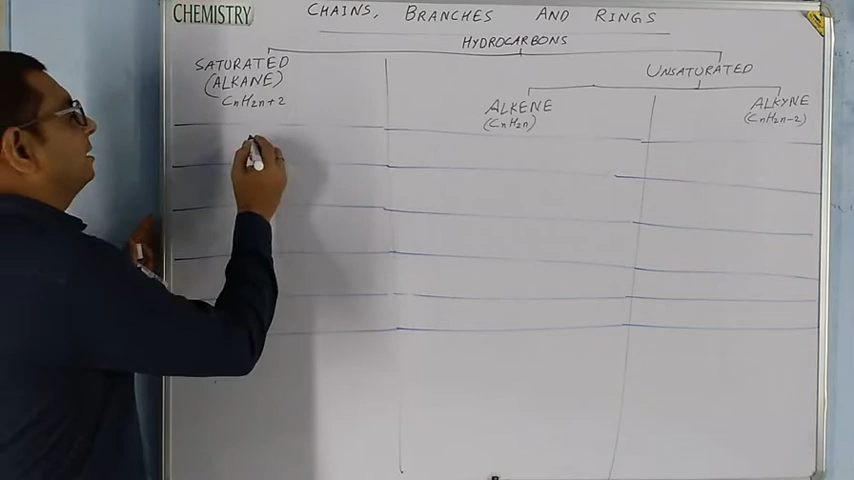 CHEMISTRY
CHAINS, BRANCHES AND RINGS
HYDROCARBONS
SATURATED
(ALKANE)
CnH2n+2
UNSATURATED
ALKENE
(CnH2n)
ALKYNE
(CnH2n-2)